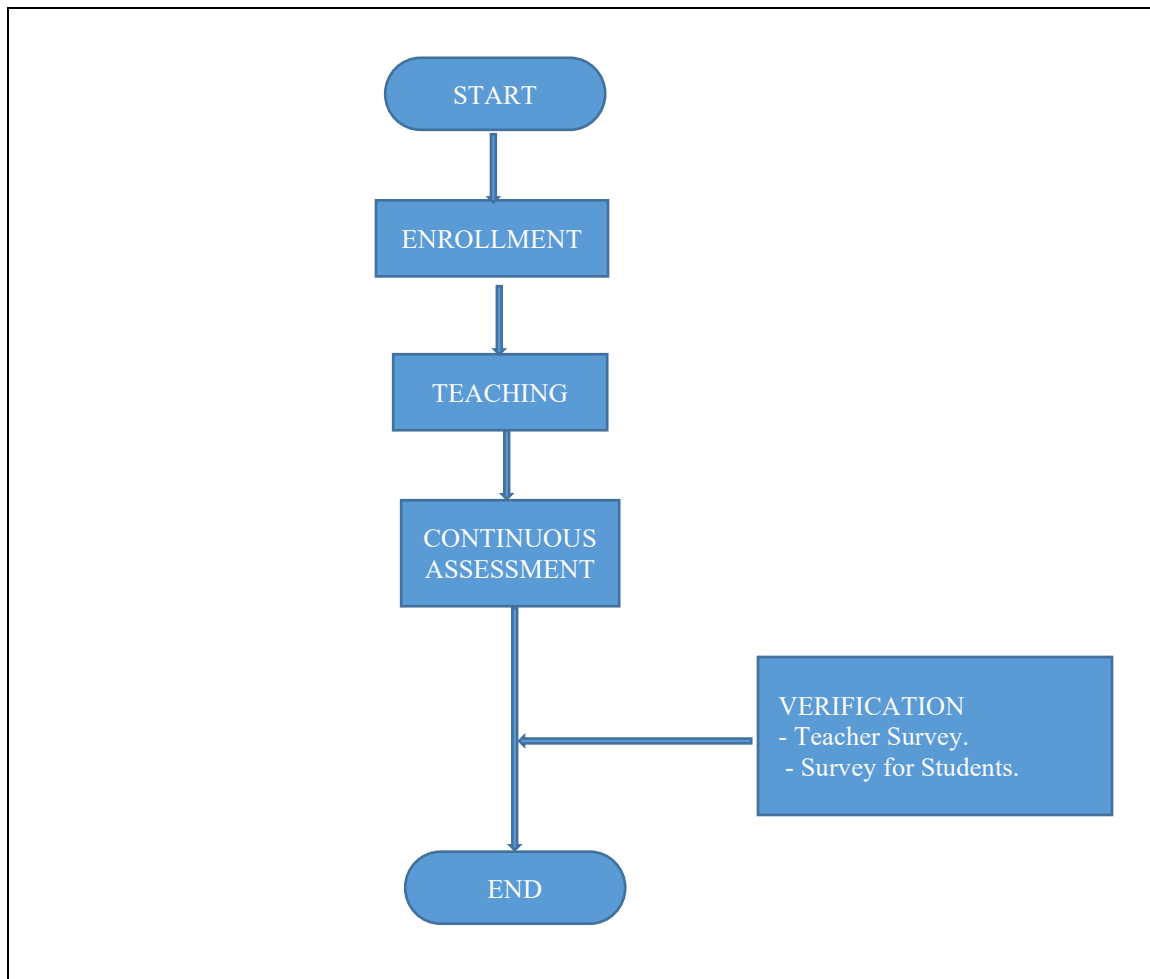 START
ENROLLMENT
TEACHING
CONTINUOUS
ASSESSMENT
VERIFICATION
- Teacher Survey.
- Survey for Students.
END